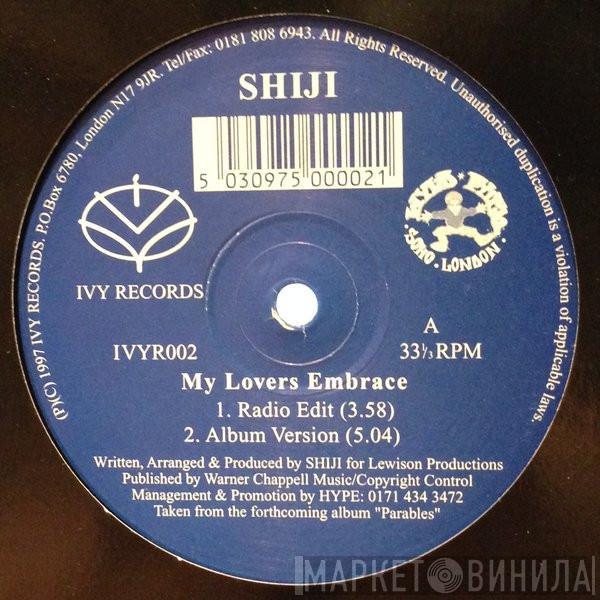 (P)(C) 1997 IVY RECORDS. P.O.Box 6780, London N17 9JR. Tel/Fax: 0181 808 6943. All Rights Reserved. Unauthorised duplication is a violation of applicable laws.
SHIJI
5 030975 000021
IVY RECORDS
SOHO · LONDON
IVYR002
A
33⅓ RPM
My Lovers Embrace
1. Radio Edit (3.58)
2. Album Version (5.04)
Written, Arranged & Produced by SHIJI for Lewison Productions
Published by Warner Chappell Music/Copyright Control
Management & Promotion by HYPE: 0171 434 3472
Taken from the forthcoming album "Parables"
МАРКЕТ ВИНИЛА